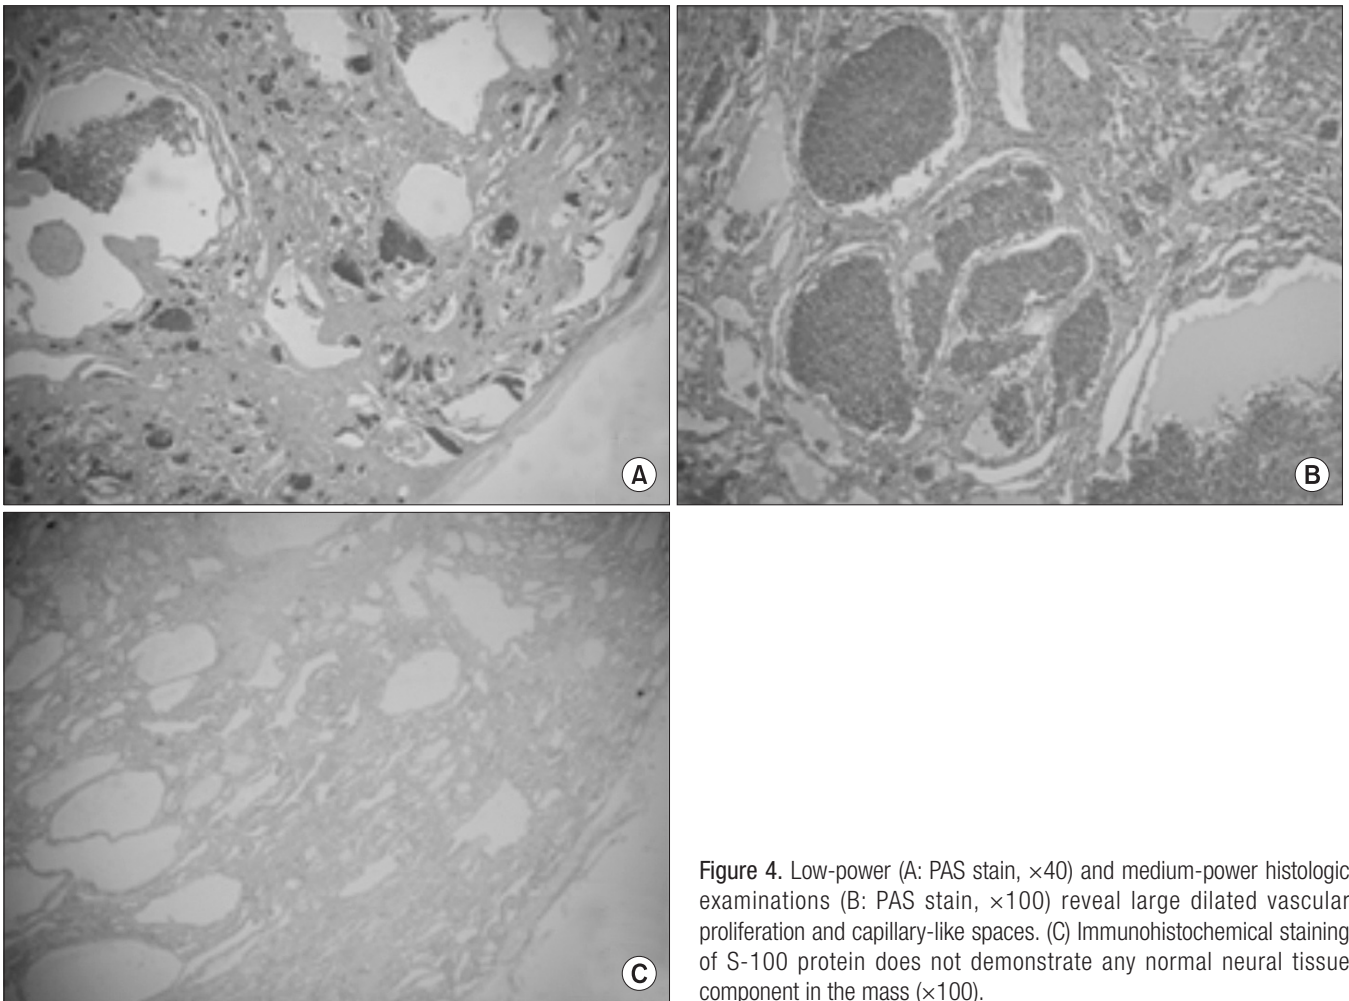 A
B
C
Figure 4. Low-power (A: PAS stain, ×40) and medium-power histologic
examinations (B: PAS stain, ×100) reveal large dilated vascular
proliferation and capillary-like spaces. (C) Immunohistochemical staining
of S-100 protein does not demonstrate any normal neural tissue
component in the mass (×100).